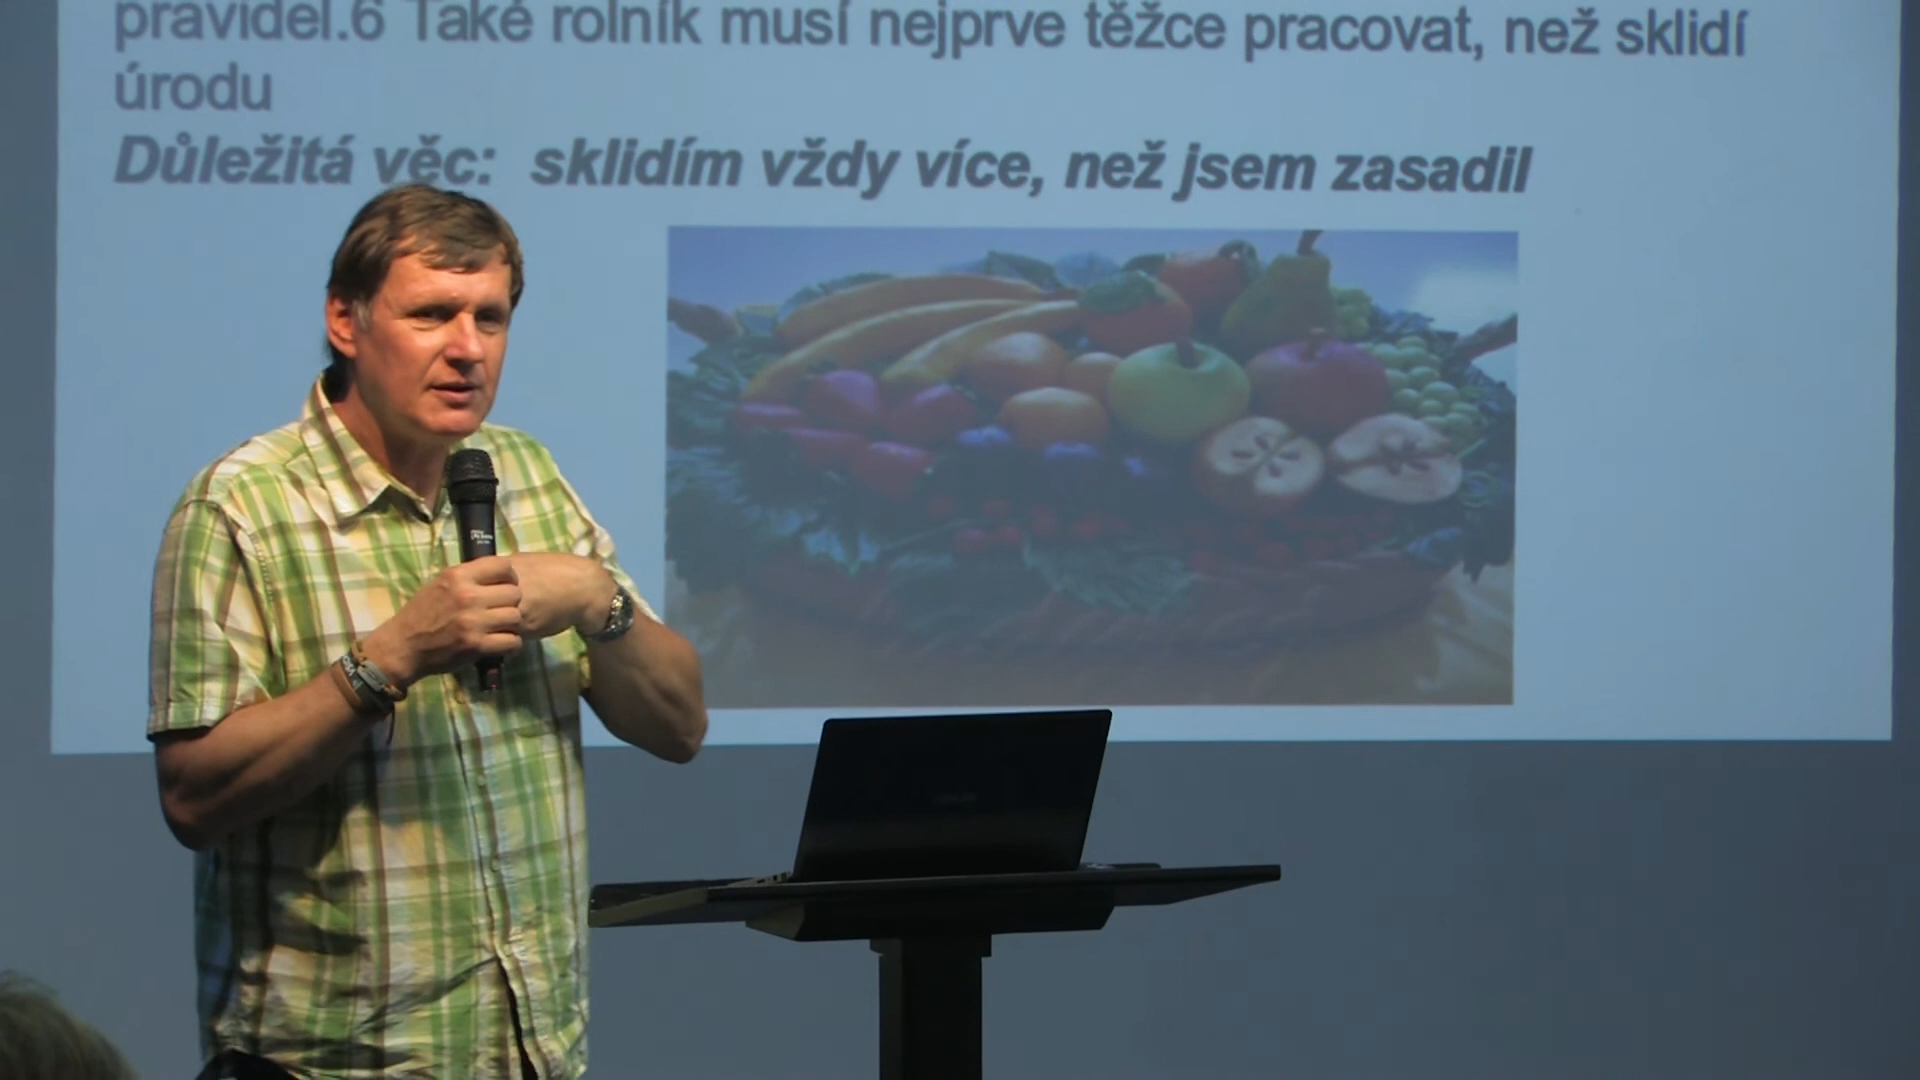 pravidel.6 Také rolník musí nejprve těžce pracovat, než sklidí
úrodu
Důležitá věc: sklidím vždy více, než jsem zasadil